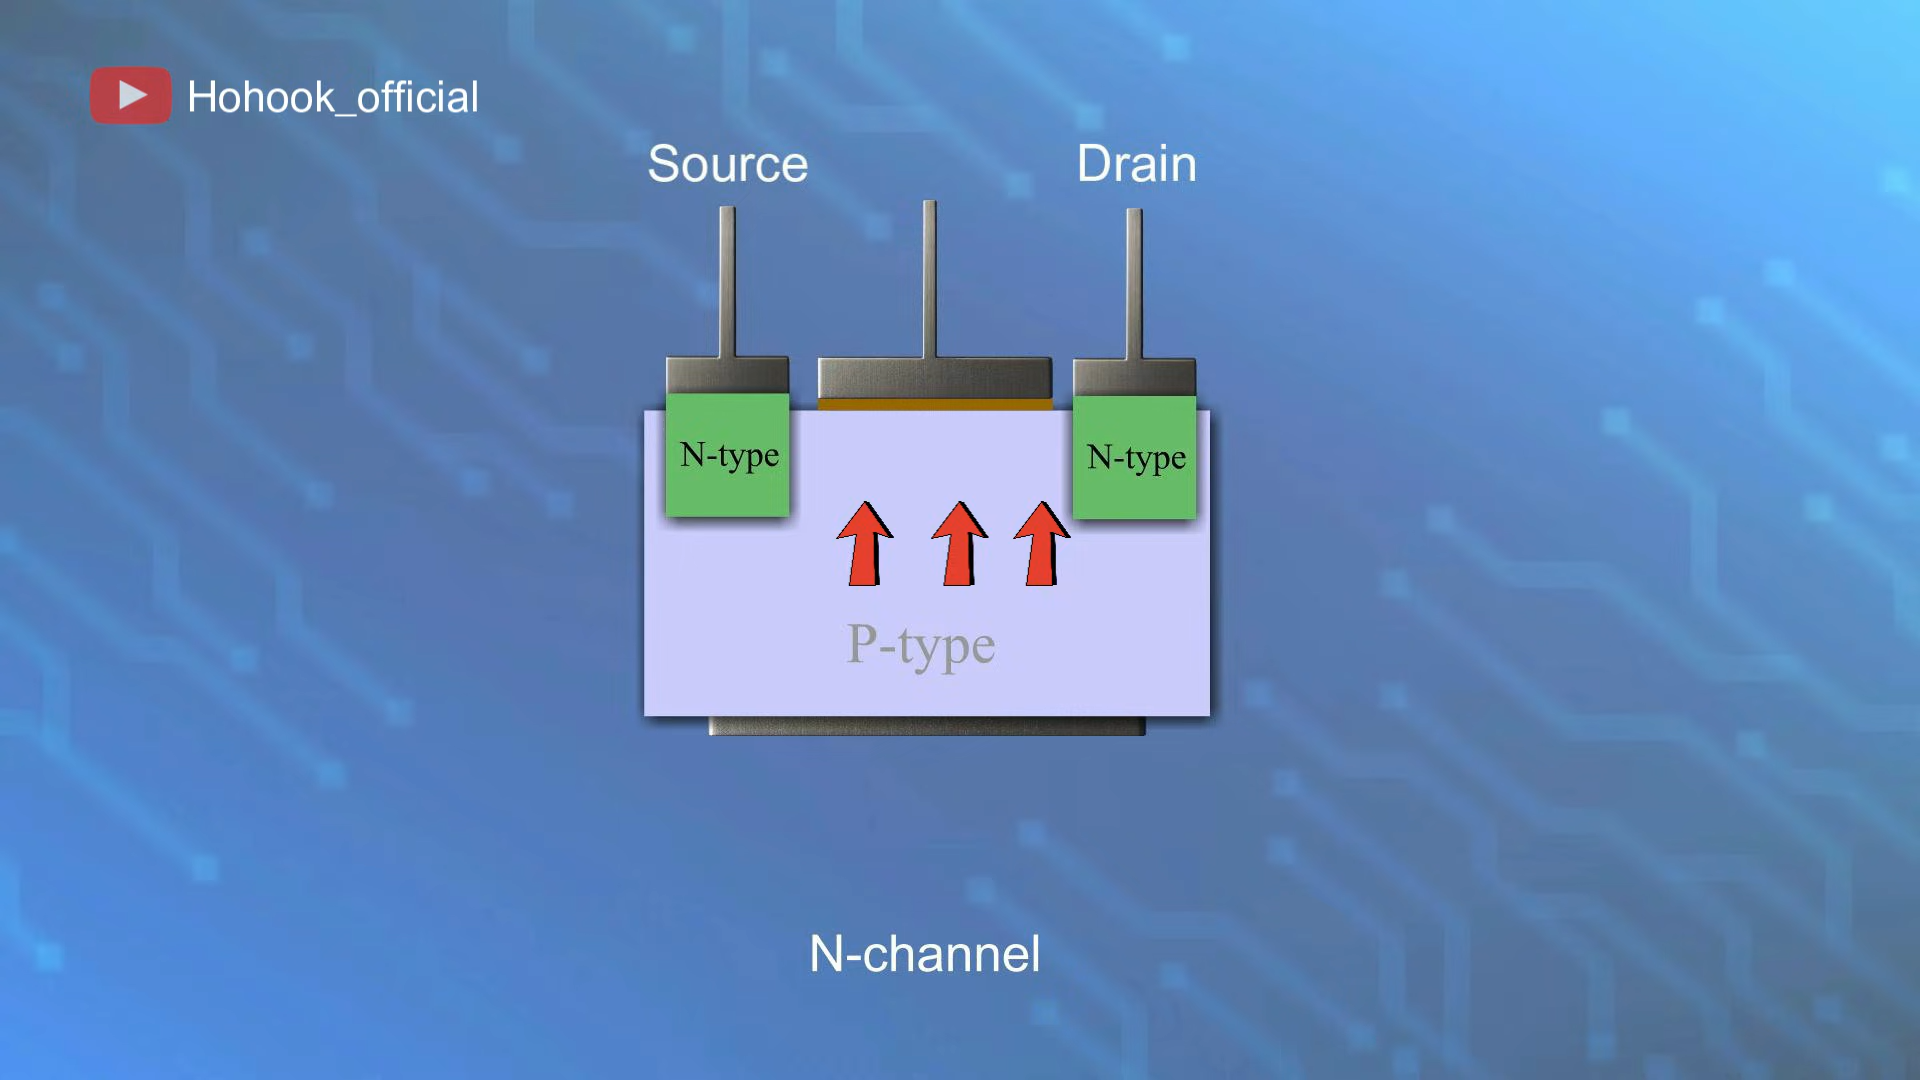 Hohook_official
Source
Drain
N-type
N-type
P-type
N-channel